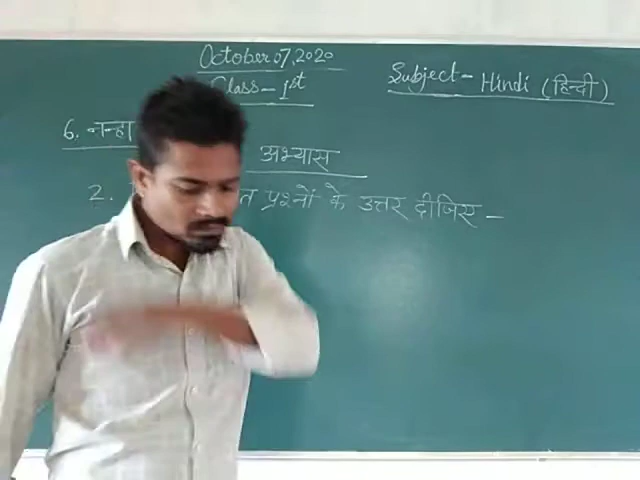 October 07, 2020
Class - 1st
Subject - Hindi (हिन्दी)
6. नन्हा
अभ्यास
2. प्रश्नों के उत्तर दीजिए -